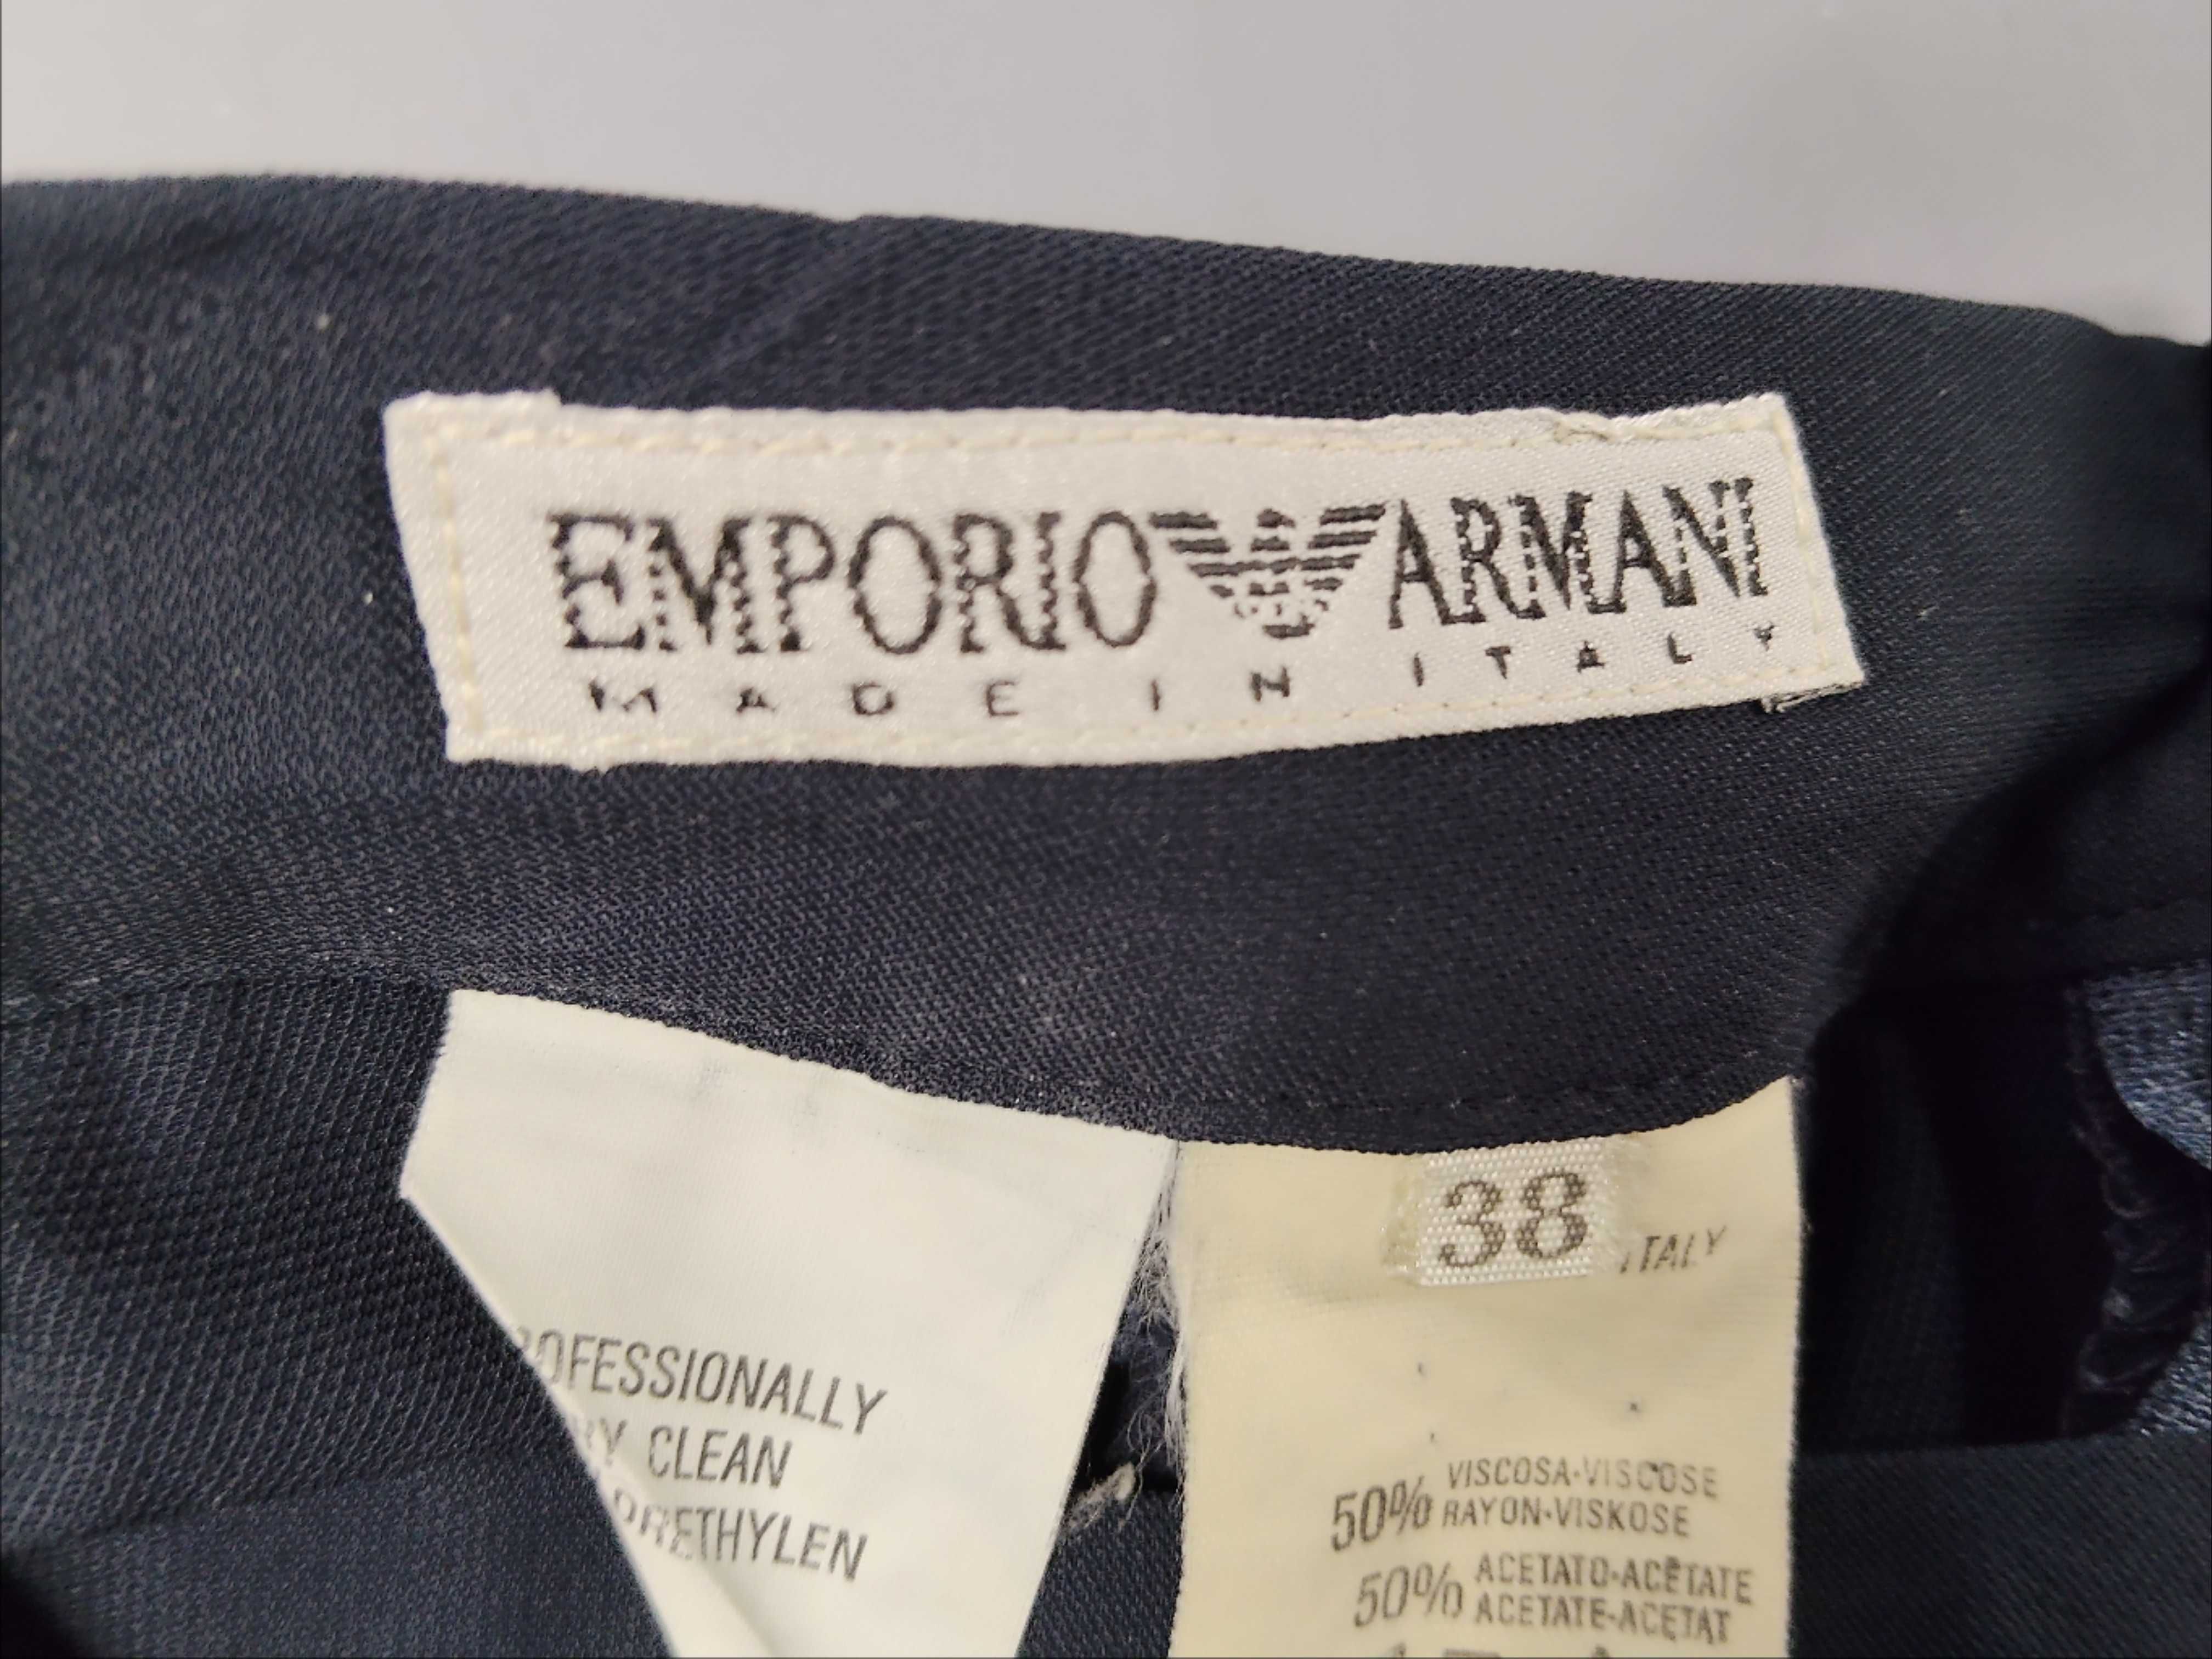 EMPORIO ARMANI
MADE IN ITALY
OFESSIONALLY
RY CLEAN
ORETHYLEN
38
ITALY
50% VISCOSA•VISCOSE
RAYON•VISKOSE
50% ACETATO•ACÉTATE
ACETATE•ACETAT